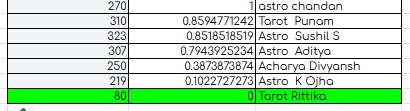 270 1 astro chandan
310 0.8594771242 Tarot Punam
323 0.8518518519 Astro Sushil S
307 0.7943925234 Astro Aditya
250 0.3873873874 Acharya Divyansh
219 0.1022727273 Astro K Ojha
80 0 Tarot Rittika